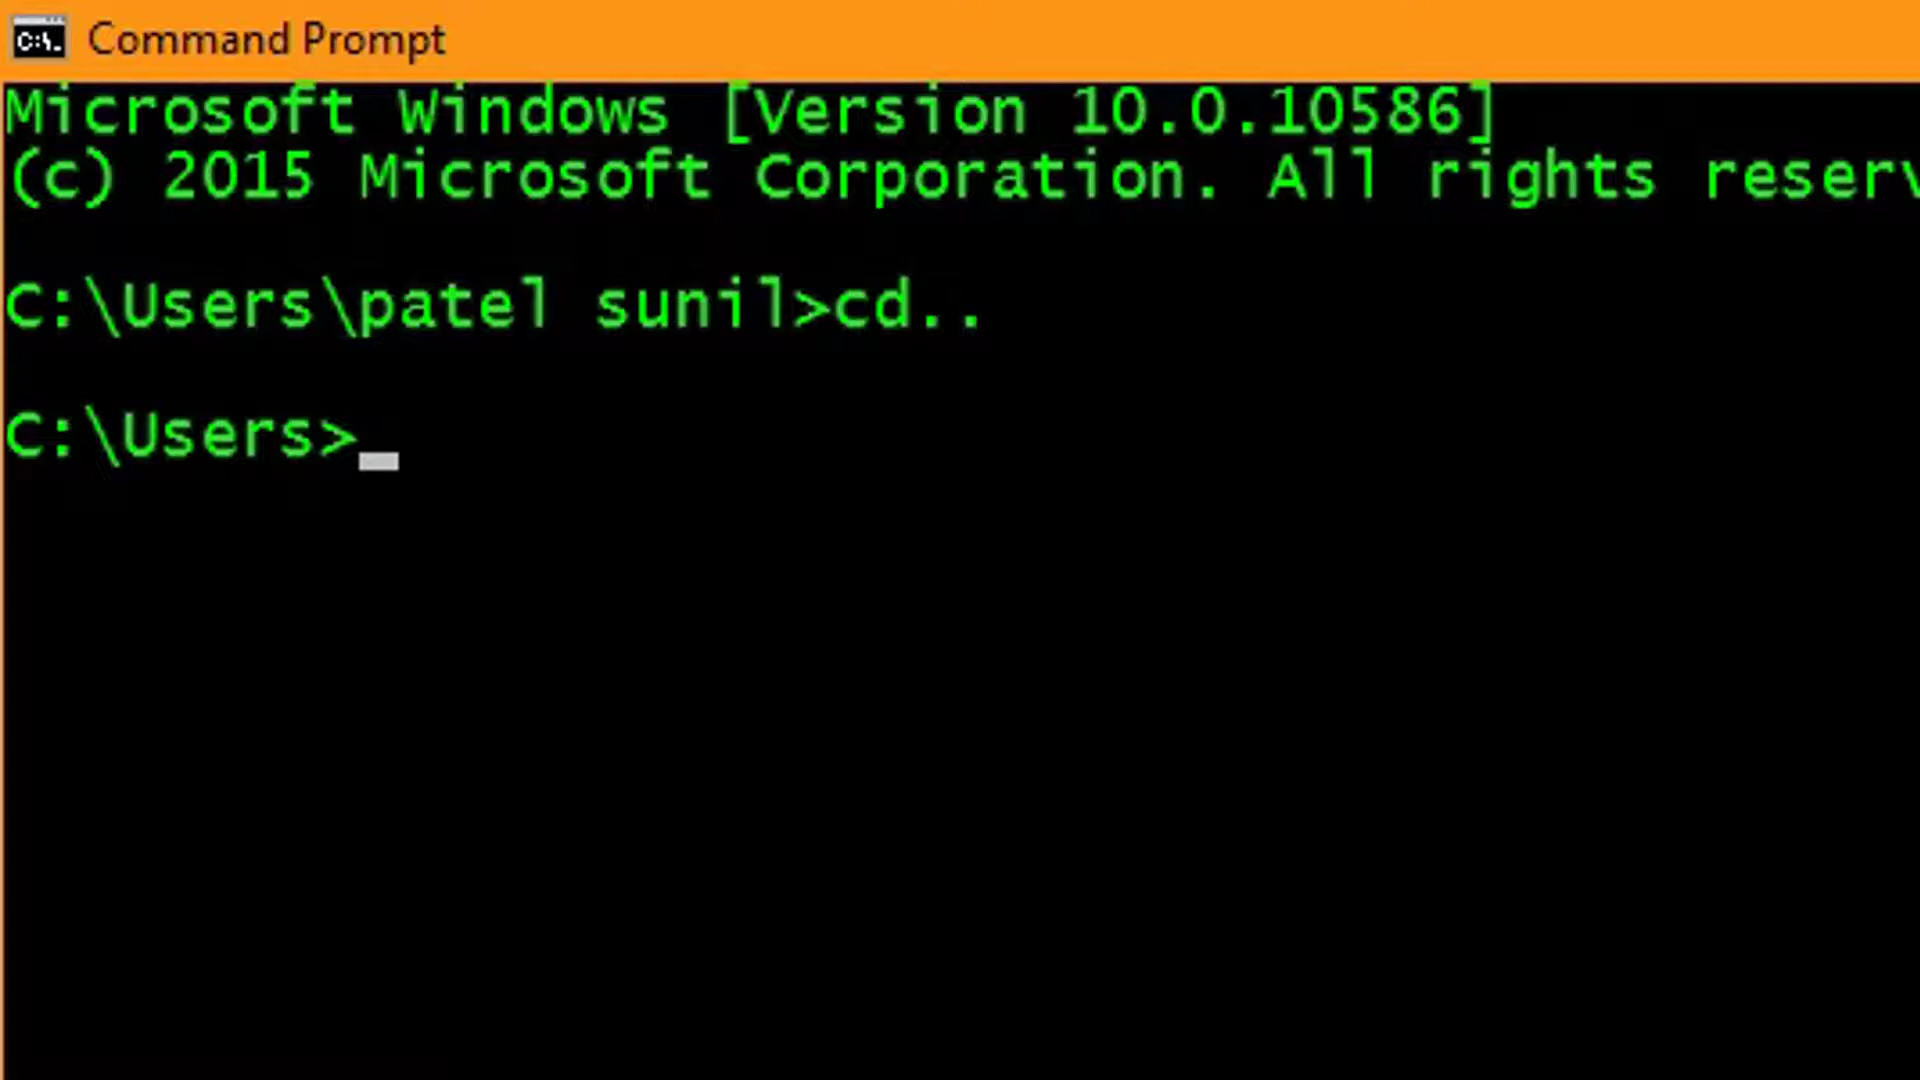 C:\.
Command Prompt
Microsoft Windows [Version 10.0.10586]
(c) 2015 Microsoft Corporation. All rights reserv
C:\Users\patel sunil>cd..
C:\Users>